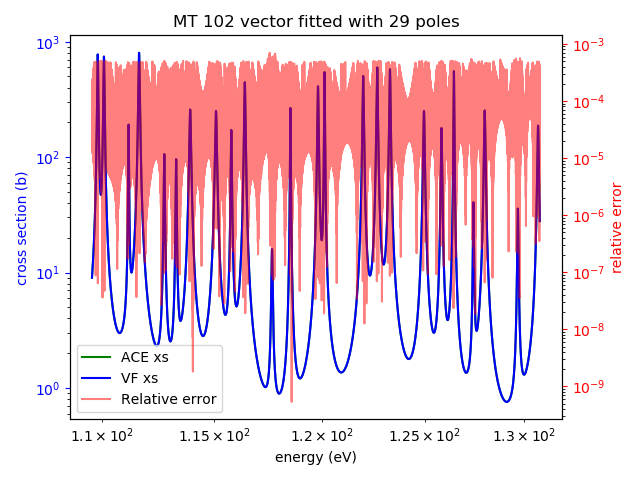 MT 102 vector fitted with 29 poles
cross section (b)
10³
10²
10¹
10⁰
10⁻³
10⁻⁴
10⁻⁵
10⁻⁶
10⁻⁷
10⁻⁸
10⁻⁹
relative error
ACE xs
VF xs
Relative error
1.1 × 10² 1.15 × 10² 1.2 × 10² 1.25 × 10² 1.3 × 10²
energy (eV)